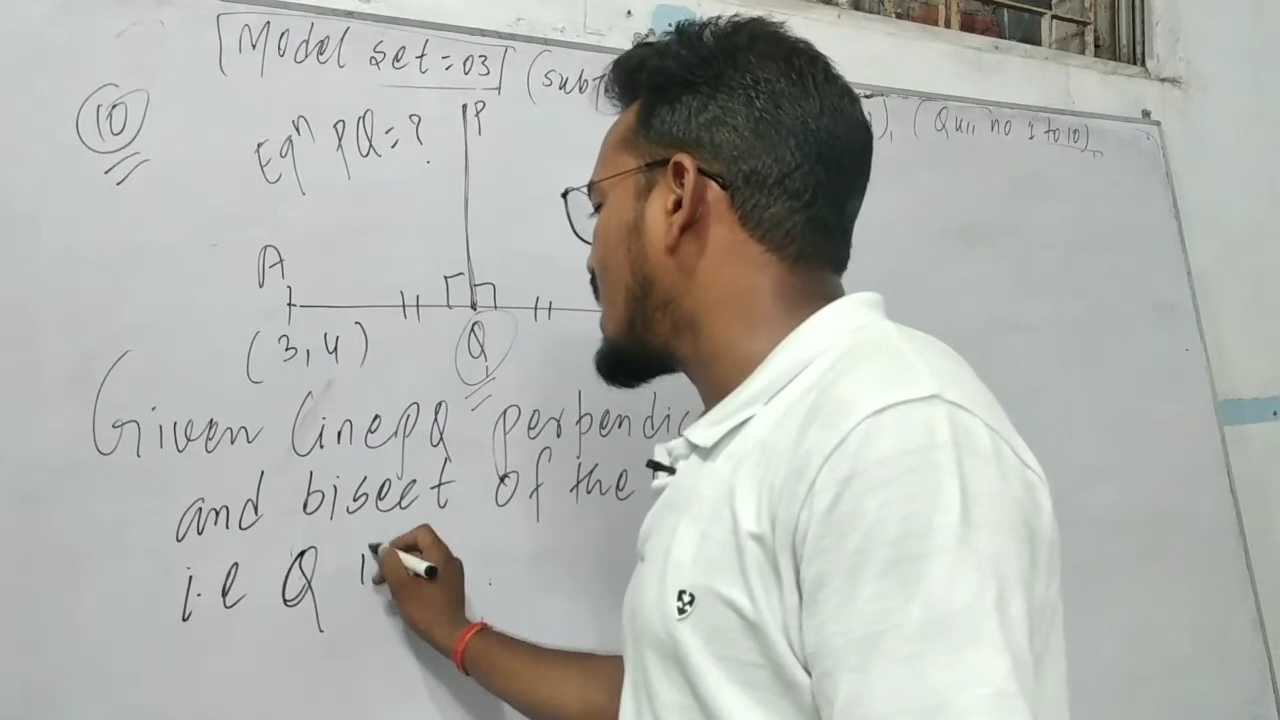 Model set=03 (sub
), (Qu.. no 1 to 10)
10
Eqⁿ PQ=?
P
A
(3,4)
Q
Given line PQ perpendic
and bisect of the
i.e Q